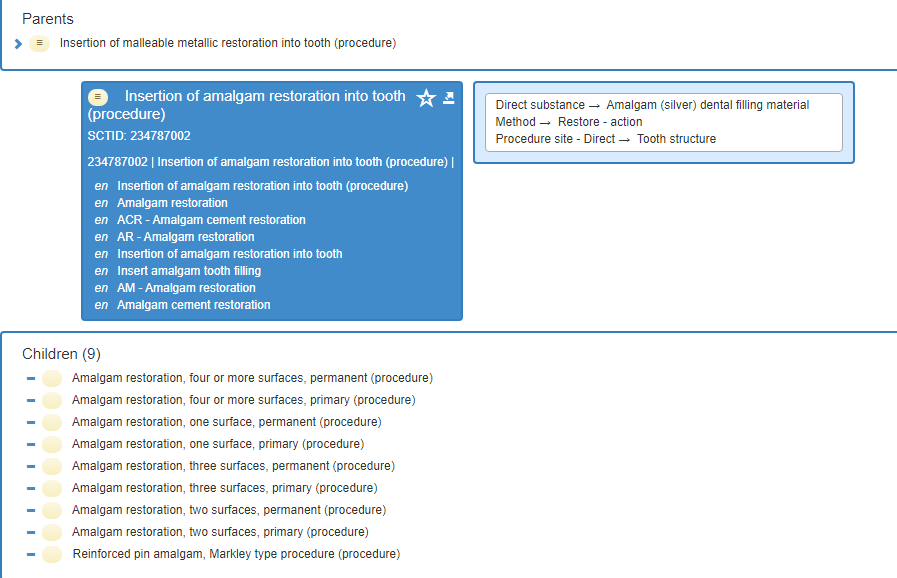 Parents
Insertion of malleable metallic restoration into tooth (procedure)
Insertion of amalgam restoration into tooth
(procedure)
SCTID: 234787002
234787002 | Insertion of amalgam restoration into tooth (procedure) |
en Insertion of amalgam restoration into tooth (procedure)
en Amalgam restoration
en ACR - Amalgam cement restoration
en AR - Amalgam restoration
en Insertion of amalgam restoration into tooth
en Insert amalgam tooth filling
en AM - Amalgam restoration
en Amalgam cement restoration
Direct substance → Amalgam (silver) dental filling material
Method → Restore - action
Procedure site - Direct → Tooth structure
Children (9)
Amalgam restoration, four or more surfaces, permanent (procedure)
Amalgam restoration, four or more surfaces, primary (procedure)
Amalgam restoration, one surface, permanent (procedure)
Amalgam restoration, one surface, primary (procedure)
Amalgam restoration, three surfaces, permanent (procedure)
Amalgam restoration, three surfaces, primary (procedure)
Amalgam restoration, two surfaces, permanent (procedure)
Amalgam restoration, two surfaces, primary (procedure)
Reinforced pin amalgam, Markley type procedure (procedure)